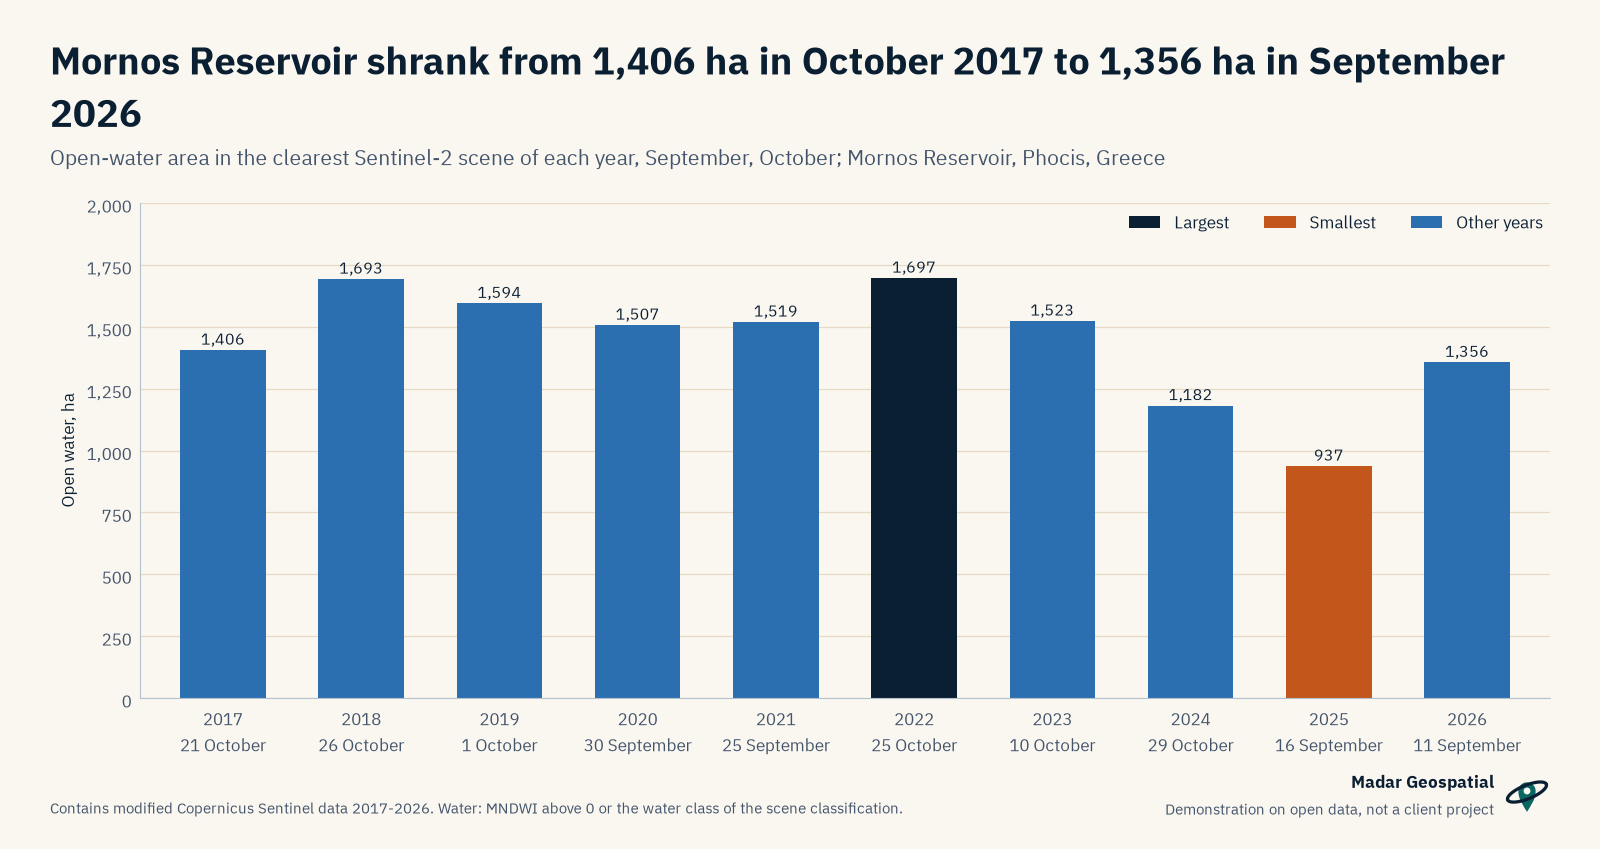 Mornos Reservoir shrank from 1,406 ha in October 2017 to 1,356 ha in September
2026
Open-water area in the clearest Sentinel-2 scene of each year, September, October; Mornos Reservoir, Phocis, Greece
Largest
Smallest
Other years
Open water, ha
2,000
1,750
1,500
1,250
1,000
750
500
250
0
1,406
1,693
1,594
1,507
1,519
1,697
1,523
1,182
937
1,356
2017
21 October
2018
26 October
2019
1 October
2020
30 September
2021
25 September
2022
25 October
2023
10 October
2024
29 October
2025
16 September
2026
11 September
Contains modified Copernicus Sentinel data 2017-2026. Water: MNDWI above 0 or the water class of the scene classification.
Madar Geospatial
Demonstration on open data, not a client project